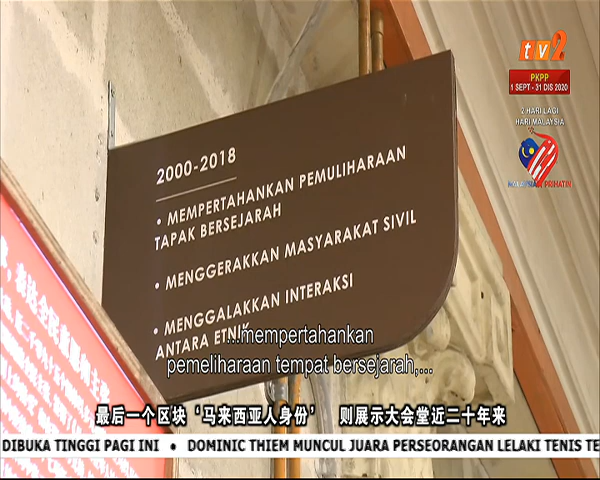 tv2
PKPP
1 SEPT - 31 DIS 2020
2 HARI LAGI
HARI MALAYSIA
MALAYSIA PRIHATIN
2000-2018
• MEMPERTAHANKAN PEMULIHARAAN
TAPAK BERSEJARAH
• MENGGERAKKAN MASYARAKAT SIVIL
• MENGGALAKKAN INTERAKSI
ANTARA ETNIK
...mempertahankan
pemeliharaan tempat bersejarah,...
最后一个区块‘马来西亚人身份’ 则展示大会堂近二十年来
DIBUKA TINGGI PAGI INI • DOMINIC THIEM MUNCUL JUARA PERSEORANGAN LELAKI TENIS TE